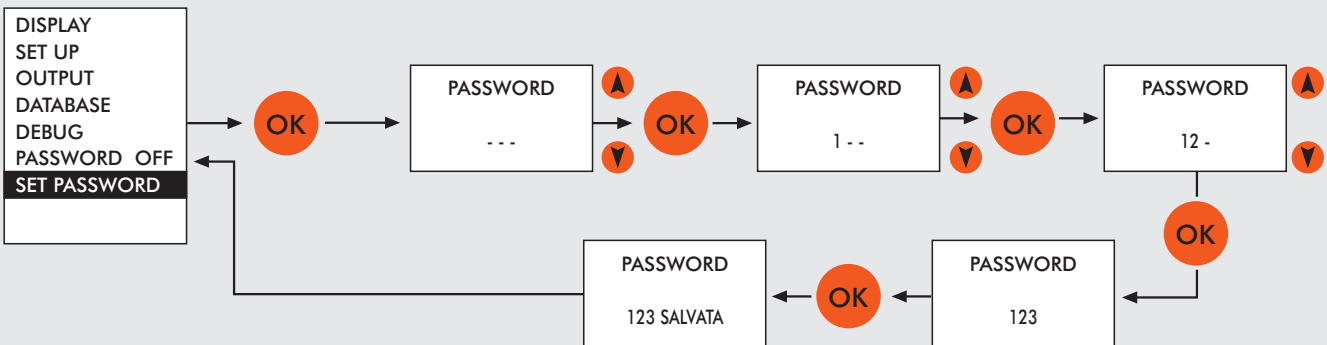 DISPLAY
SET UP
OUTPUT
DATABASE
DEBUG
PASSWORD OFF
SET PASSWORD
OK
PASSWORD
- - -
OK
PASSWORD
1 - -
OK
PASSWORD
12 -
OK
PASSWORD
123
OK
PASSWORD
123 SALVATA